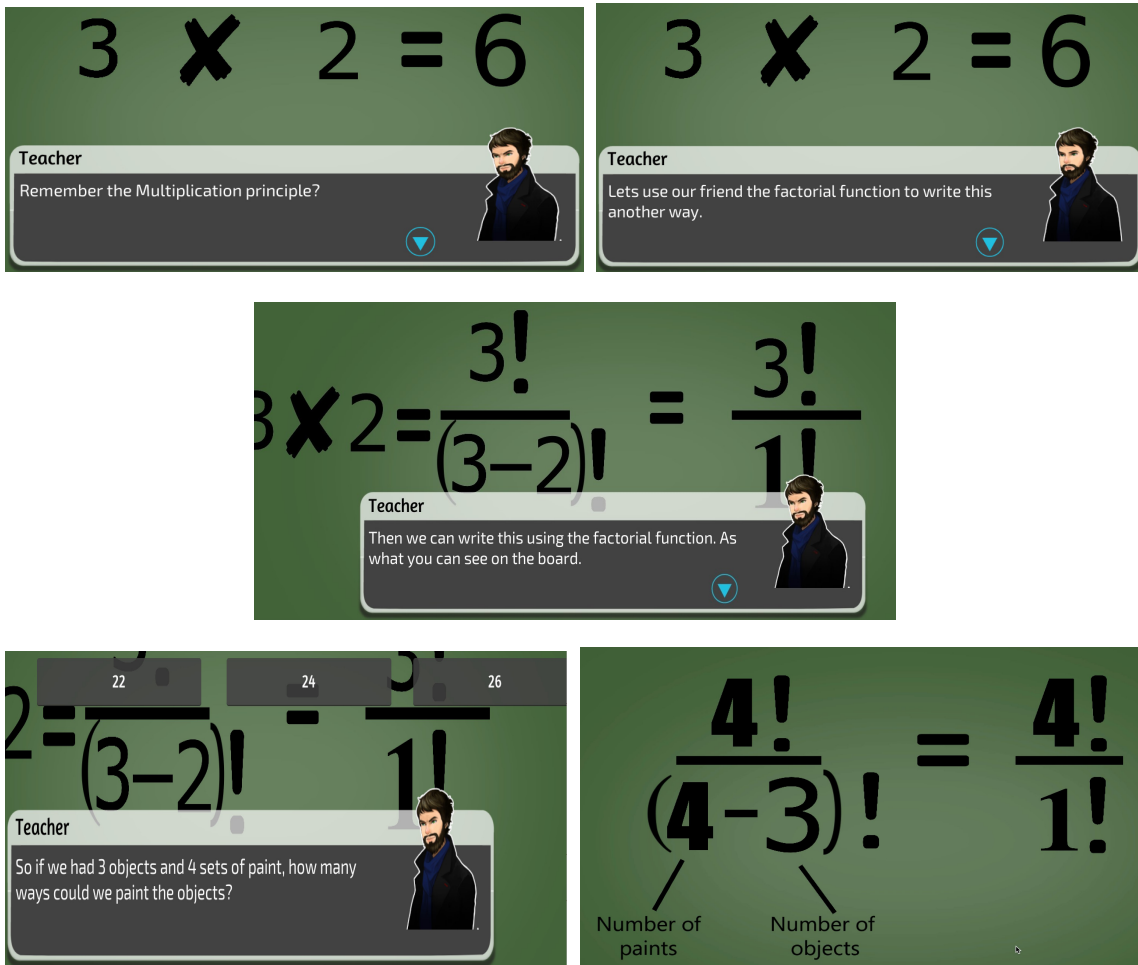 3 ✘ 2 = 6
Teacher
Remember the Multiplication principle?
3 ✘ 2 = 6
Teacher
Lets use our friend the factorial function to write this
another way.
3!
3!
3✘2=
=
(3–2)!
1!
Teacher
Then we can write this using the factorial function. As
what you can see on the board.
22
24
26
3!
3!
2=
=
(3–2)!
1!
Teacher
So if we had 3 objects and 4 sets of paint, how many
ways could we paint the objects?
4!
4!
=
(4-3)!
1!
Number of
paints
Number of
objects